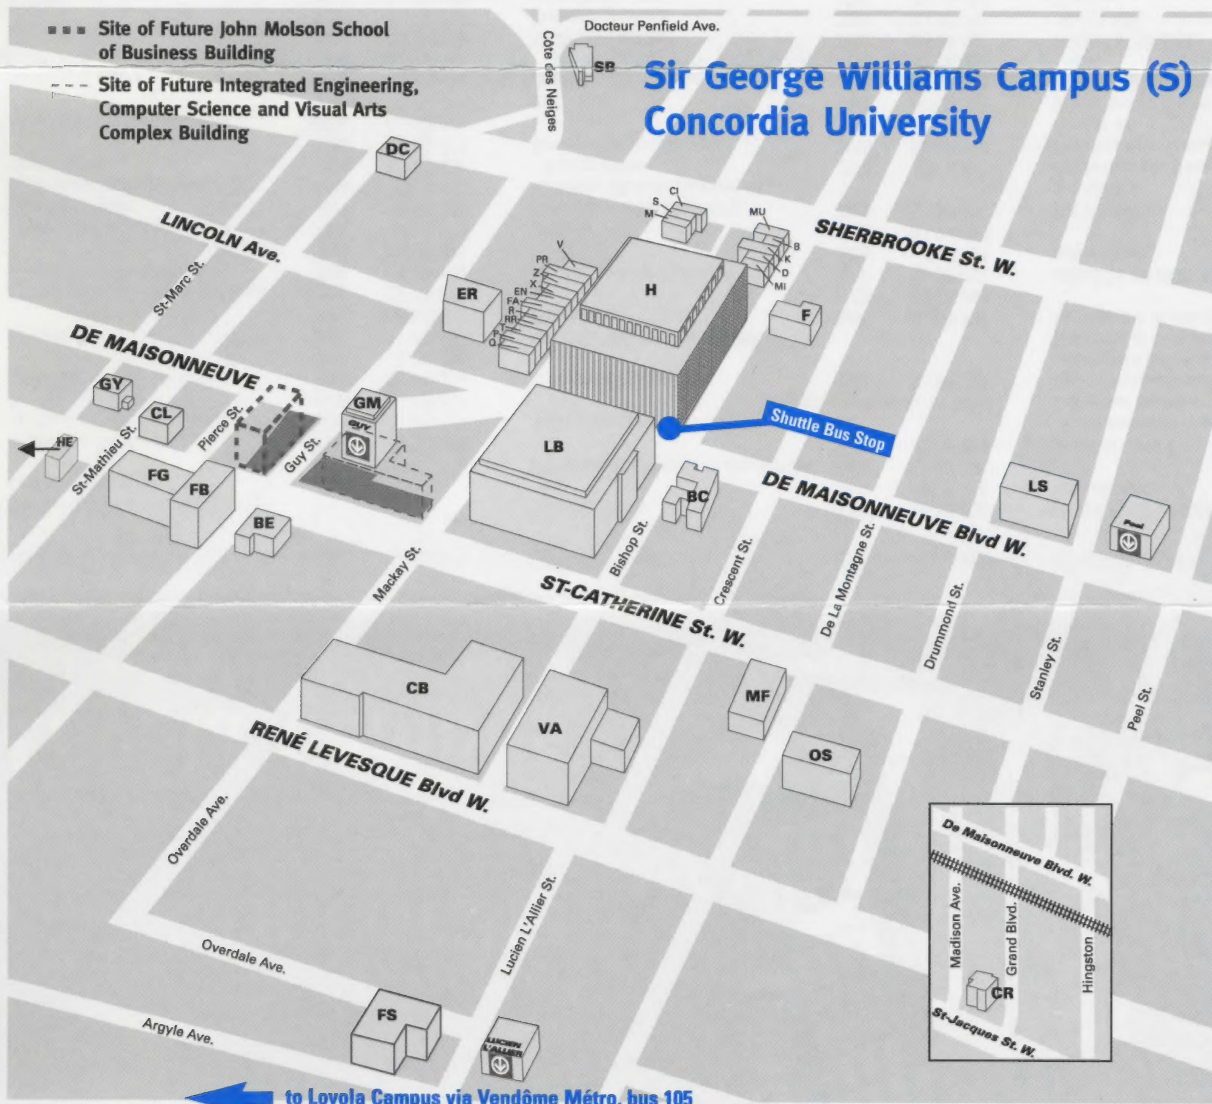 Site of Future John Molson School
of Business Building
Site of Future Integrated Engineering,
Computer Science and Visual Arts
Complex Building
Docteur Penfield Ave.
Côte des Neiges
SB
Sir George Williams Campus (S)
Concordia University
DC
CI
S
M
MU
B
K
D
MI
SHERBROOKE St. W.
LINCOLN Ave.
St-Marc St.
V
PR
Z
X
EN
FA
R
RR
T
P
Q
ER
H
F
DE MAISONNEUVE
GY
CL
Pierce St.
Guy St.
GM
GUY
LB
Shuttle Bus Stop
HE
St-Mathieu St.
FG
FB
BE
BC
DE MAISONNEUVE Blvd W.
LS
Peel
Mackay St.
Bishop St.
Crescent St.
De La Montagne St.
Drummond St.
Stanley St.
Peel St.
ST-CATHERINE St. W.
CB
VA
MF
OS
RENÉ LEVESQUE Blvd W.
Overdale Ave.
Lucien L'Allier St.
Overdale Ave.
Argyle Ave.
FS
LUCIEN
L'ALLIER
De Maisonneuve Blvd. W.
Madison Ave.
Grand Blvd.
Hingston
CR
St-Jacques St. W.
to Loyola Campus via Vendôme Métro, bus 105